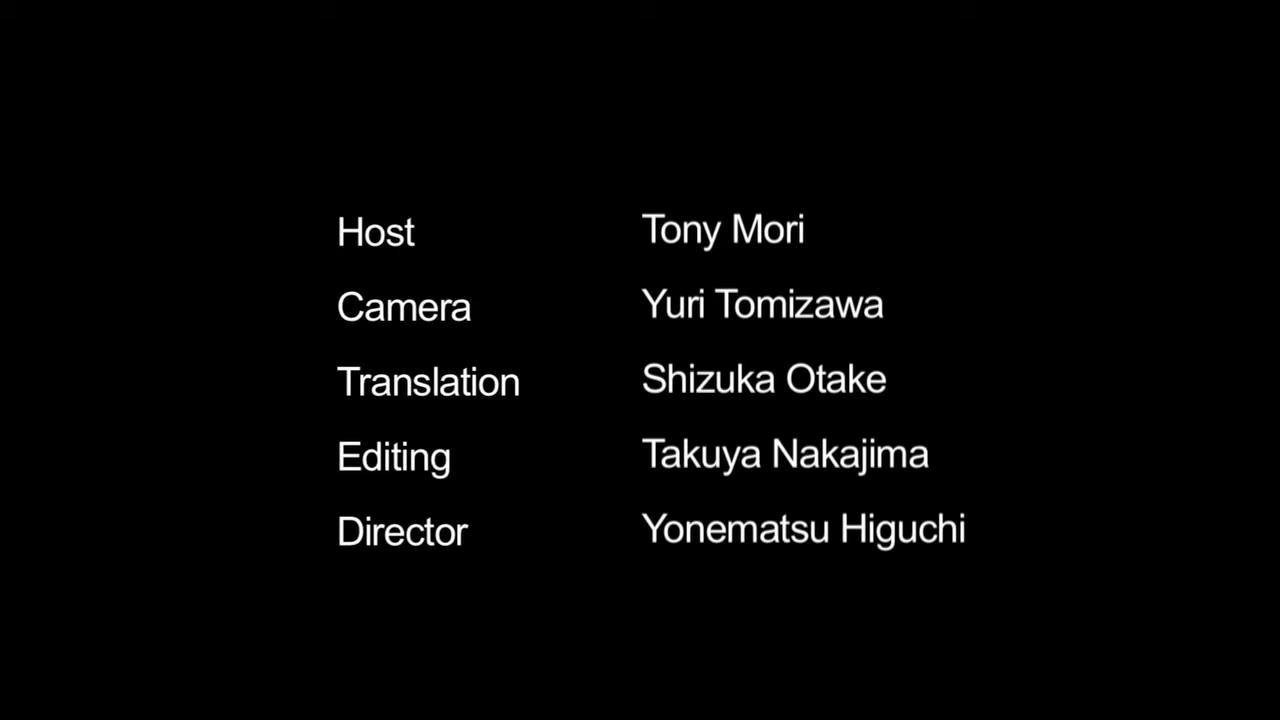 Host Tony Mori
Camera Yuri Tomizawa
Translation Shizuka Otake
Editing Takuya Nakajima
Director Yonematsu Higuchi